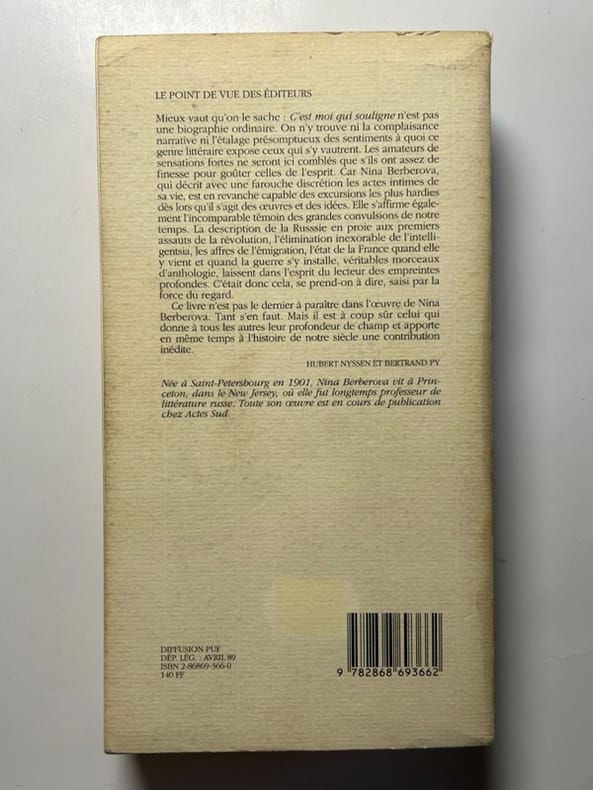 LE POINT DE VUE DES ÉDITEURS
Mieux vaut qu'on le sache : C'est moi qui souligne n'est pas
une biographie ordinaire. On n'y trouve ni la complaisance
narrative ni l'étalage présomptueux des sentiments à quoi ce
genre littéraire expose ceux qui s'y vautrent. Les amateurs de
sensations fortes ne seront ici comblés que s'ils ont assez de
finesse pour goûter celles de l'esprit. Car Nina Berberova,
qui décrit avec une farouche discrétion les actes intimes de
sa vie, est en revanche capable des excursions les plus hardies
dès lors qu'il s'agit des œuvres et des idées. Elle s'affirme égale-
ment l'incomparable témoin des grandes convulsions de notre
temps. La description de la Russsie en proie aux premiers
assauts de la révolution, l'élimination inexorable de l'intelli-
gentsia, les affres de l'émigration, l'état de la France quand elle
y vient et quand la guerre s'y installe, véritables morceaux
d'anthologie, laissent dans l'esprit du lecteur des empreintes
profondes. C'était donc cela, se prend-on à dire, saisi par la
force du regard.
Ce livre n'est pas le dernier à paraître dans l'œuvre de Nina
Berberova. Tant s'en faut. Mais il est à coup sûr celui qui
donne à tous les autres leur profondeur de champ et apporte
en même temps à l'histoire de notre siècle une contribution
inédite.
HUBERT NYSSEN ET BERTRAND PY
Née à Saint-Petersbourg en 1901, Nina Berberova vit à Prin-
ceton, dans le New Jersey, où elle fut longtemps professeur de
littérature russe. Toute son œuvre est en cours de publication
chez Actes Sud.
DIFFUSION PUF
DÉP. LÉG. : AVRIL 89
ISBN 2-86869-366-0
140 FF
9 782868 693662